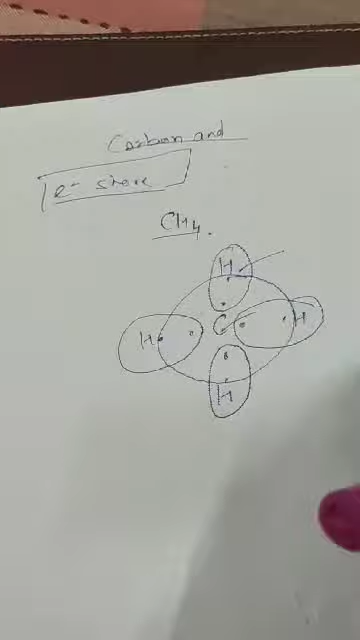 Carbon and
e- share
CH4.
H
H C H
H